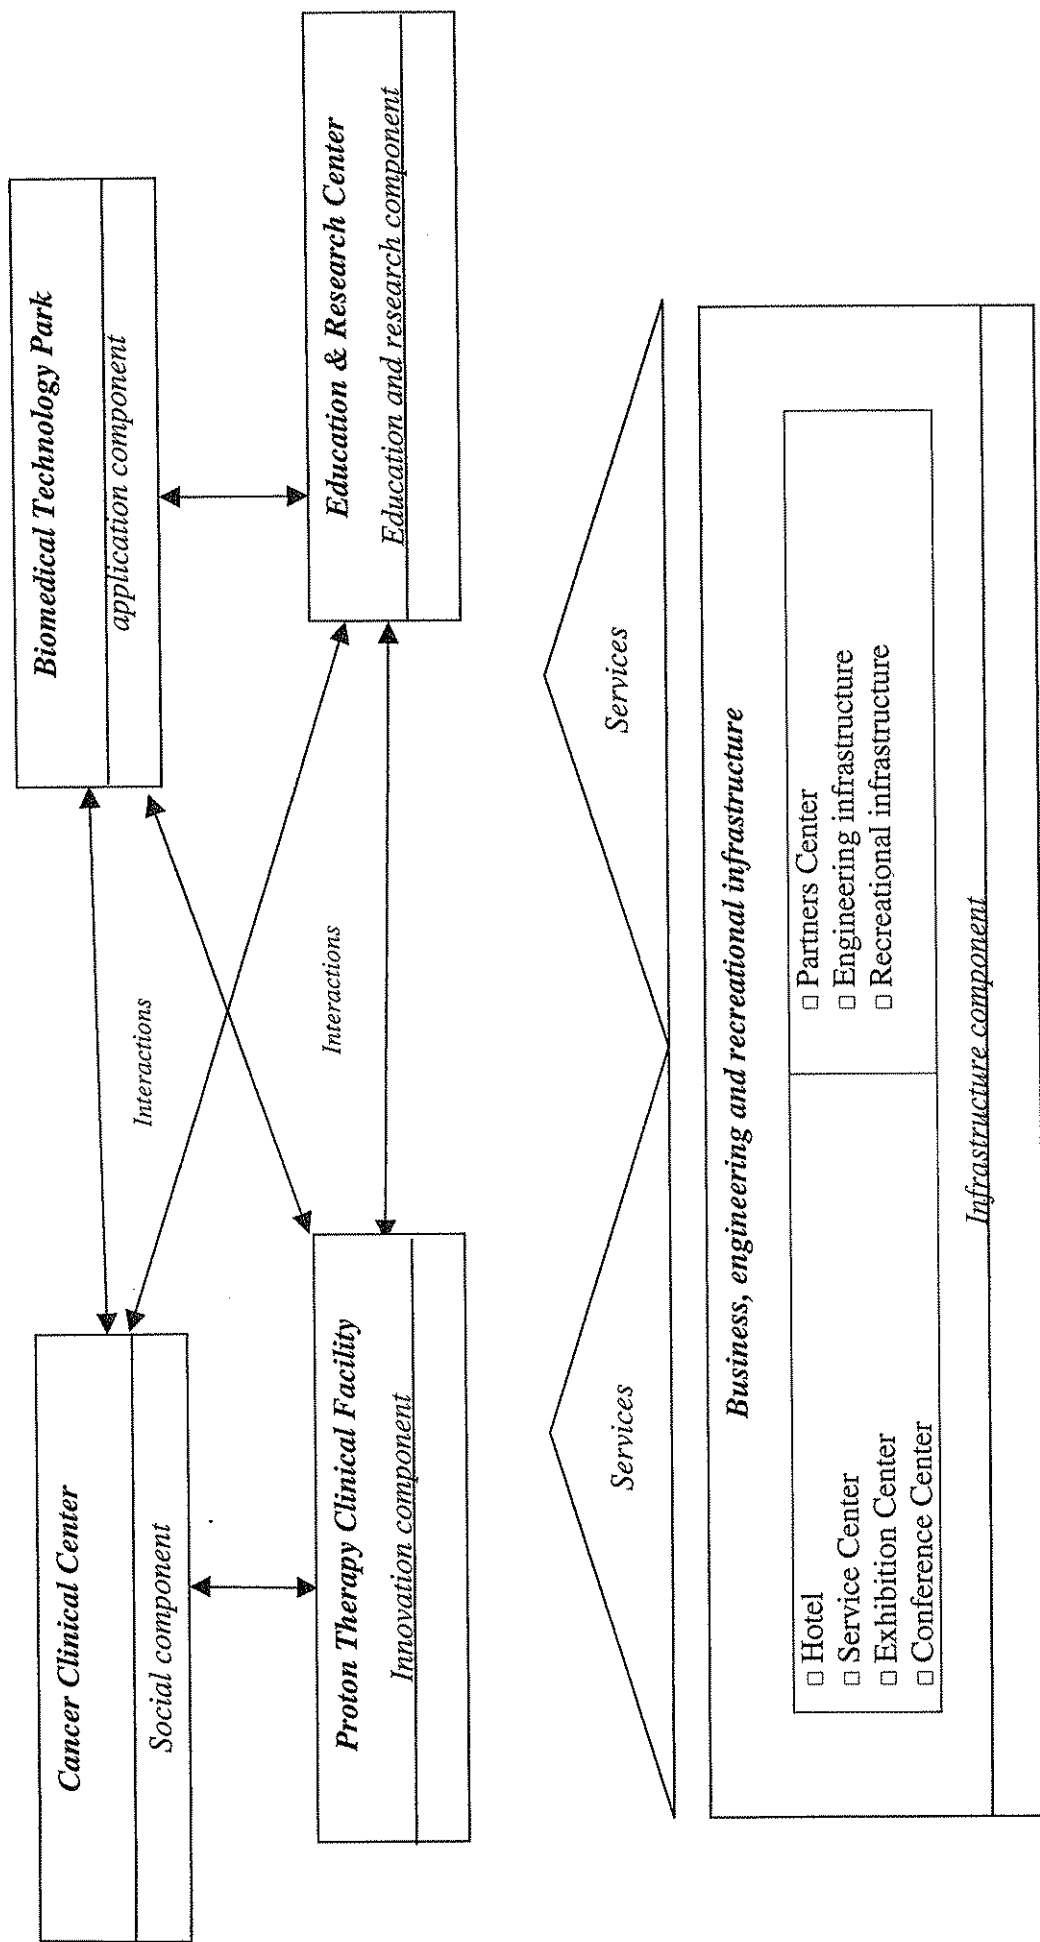 Cancer Clinical Center
Social component
Biomedical Technology Park
application component
Interactions
Proton Therapy Clinical Facility
Innovation component
Education & Research Center
Education and research component
Interactions
Services
Services
Business, engineering and recreational infrastructure
□ Hotel
□ Service Center
□ Exhibition Center
□ Conference Center
□ Partners Center
□ Engineering infrastructure
□ Recreational infrastructure
Infrastructure component